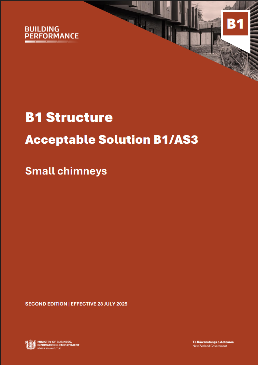 BUILDING
PERFORMANCE
B1
B1 Structure
Acceptable Solution B1/AS3
Small chimneys
SECOND EDITION | EFFECTIVE 28 JULY 2025